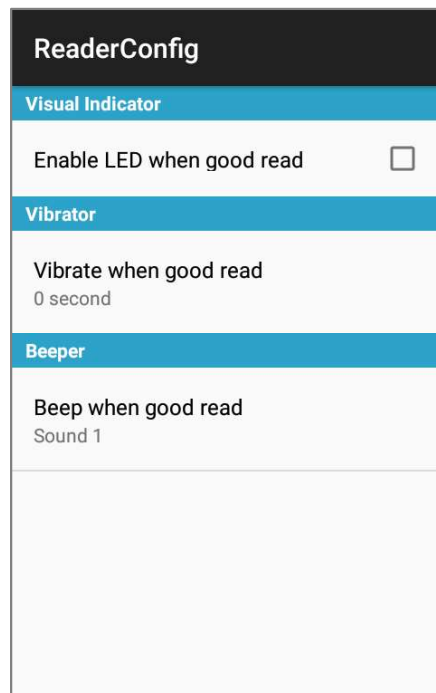 ReaderConfig
Visual Indicator
Enable LED when good read
Vibrator
Vibrate when good read
0 second
Beeper
Beep when good read
Sound 1